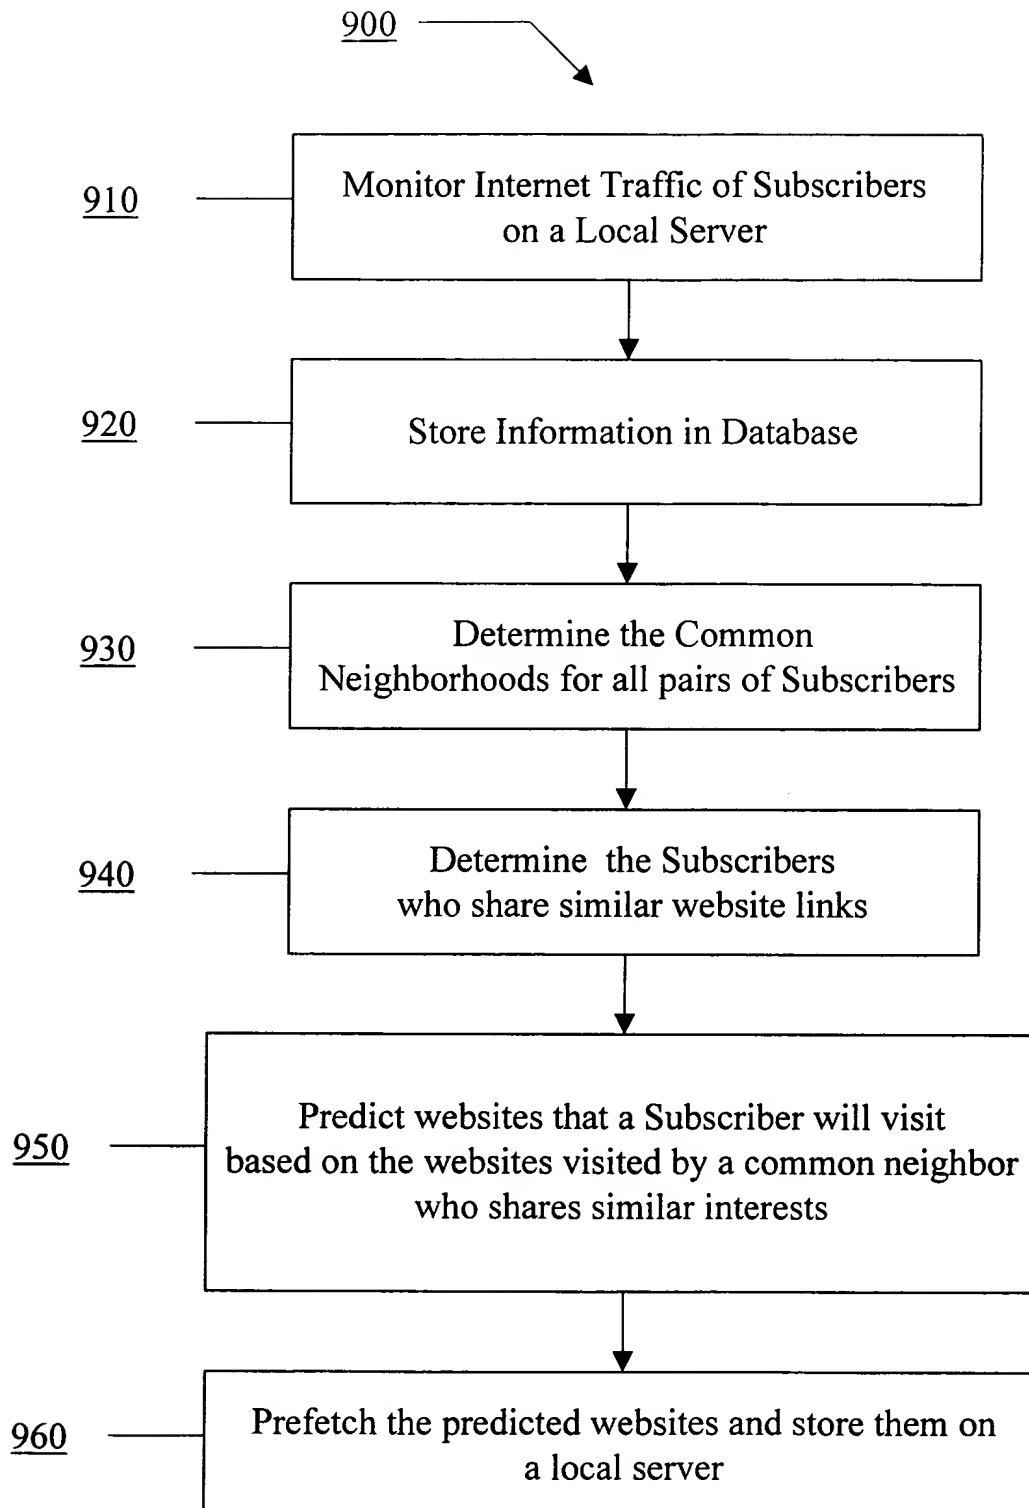 900
910
Monitor Internet Traffic of Subscribers
on a Local Server
920
Store Information in Database
930
Determine the Common
Neighborhoods for all pairs of Subscribers
940
Determine the Subscribers
who share similar website links
950
Predict websites that a Subscriber will visit
based on the websites visited by a common neighbor
who shares similar interests
960
Prefetch the predicted websites and store them on
a local server